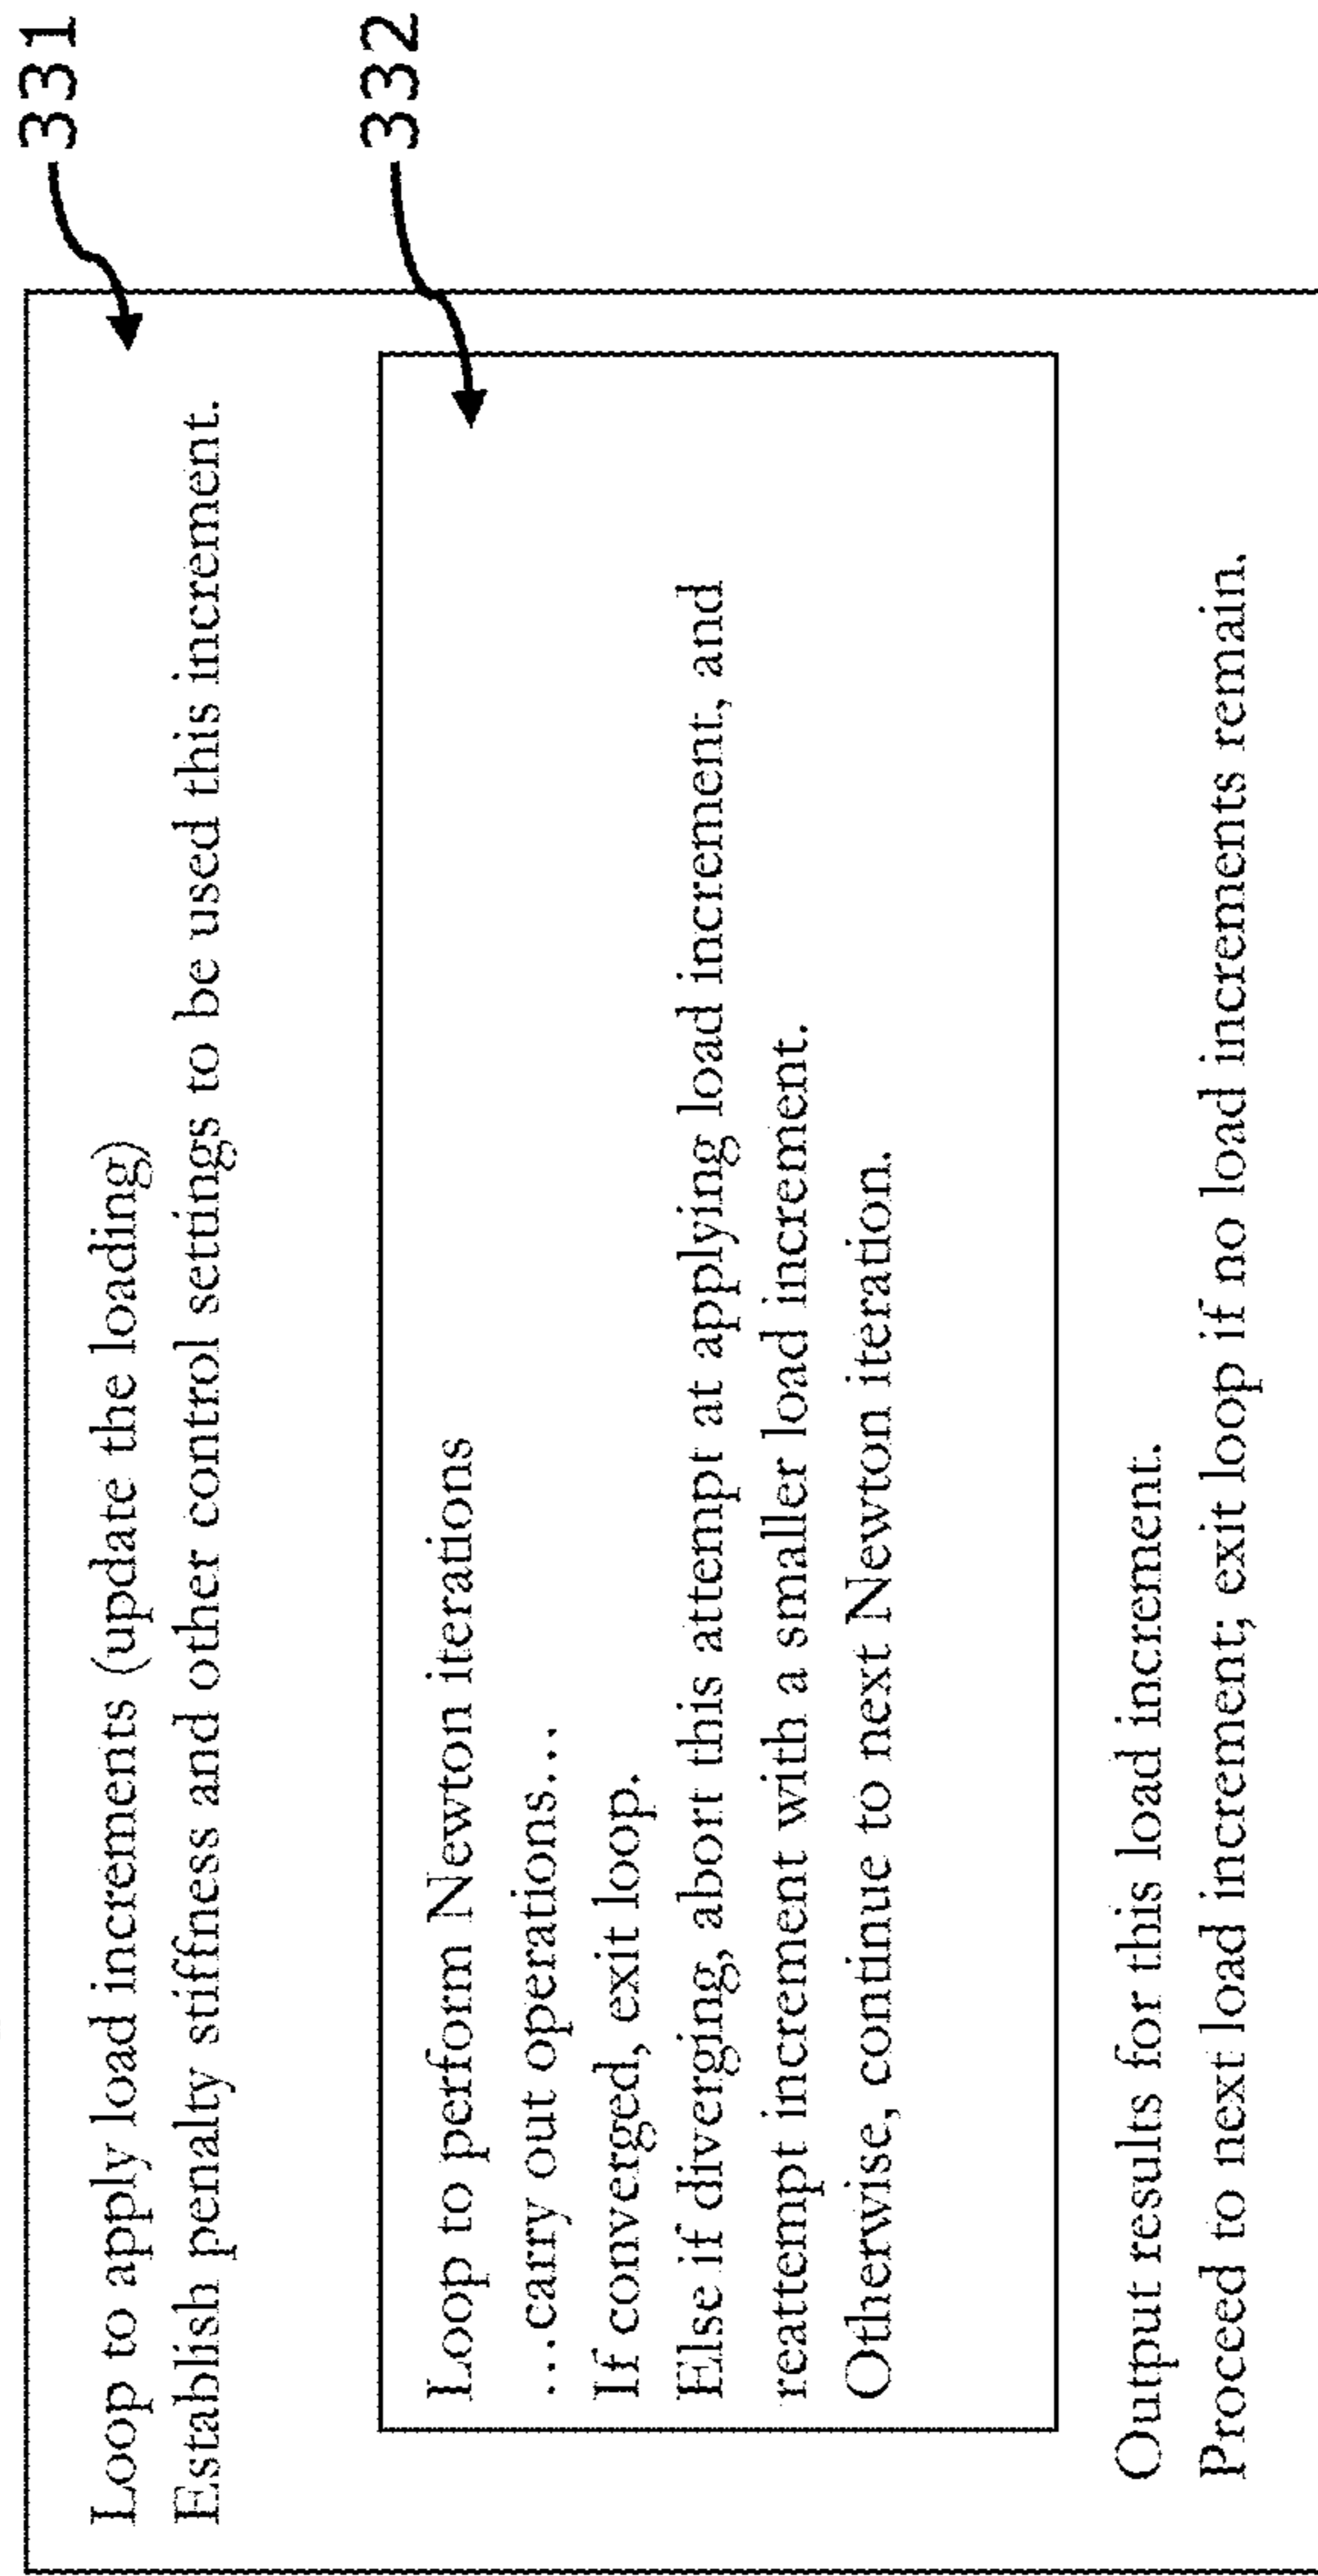 331
Loop to apply load increments (update the loading)
Establish penalty stiffness and other control settings to be used this increment.
332
Loop to perform Newton iterations
…carry out operations…
If converged, exit loop.
Else if diverging, abort this attempt at applying load increment, and
reattempt increment with a smaller load increment.
Otherwise, continue to next Newton iteration.
Output results for this load increment.
Proceed to next load increment; exit loop if no load increments remain.